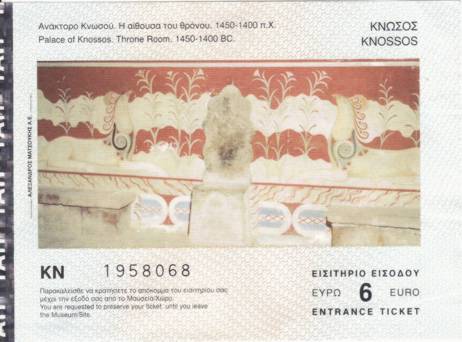 Ανάκτορο Κνωσού. Η αίθουσα του θρόνου. 1450-1400 π.Χ.
Palace of Knossos. Throne Room. 1450-1400 BC.
ΚΝΩΣΟΣ
KNOSSOS
ΑΛΕΞΑΝΔΡΟΣ ΜΑΤΣΟΥΚΗΣ Α.Ε.
KN 1958068
Παρακαλείσθε να κρατήσετε το απόκομμα του εισιτηρίου σας
μέχρι την έξοδό σας από το Μουσείο/Χώρο.
You are requested to preserve your ticket until you leave
the Museum/Site.
ΕΙΣΙΤΗΡΙΟ ΕΙΣΟΔΟΥ
ΕΥΡΩ 6 EURO
ENTRANCE TICKET